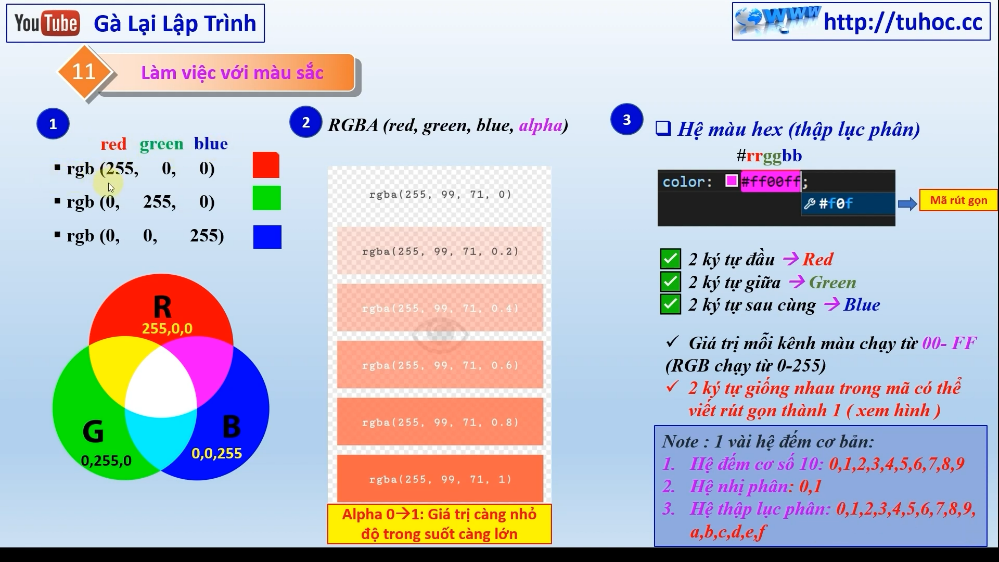 YouTube Gà Lại Lập Trình
www http://tuhoc.cc
11 Làm việc với màu sắc
1
red green blue
rgb (255, 0, 0)
rgb (0, 255, 0)
rgb (0, 0, 255)
R
255,0,0
G
0,255,0
B
0,0,255
2 RGBA (red, green, blue, alpha)
rgba(255, 99, 71, 0)
rgba(255, 99, 71, 0.2)
rgba(255, 99, 71, 0.4)
rgba(255, 99, 71, 0.6)
rgba(255, 99, 71, 0.8)
rgba(255, 99, 71, 1)
Alpha 0→1: Giá trị càng nhỏ
độ trong suốt càng lớn
3 Hệ màu hex (thập lục phân)
#rrggbb
color: #ff00ff;
#f0f
Mã rút gọn
2 ký tự đầu → Red
2 ký tự giữa → Green
2 ký tự sau cùng → Blue
Giá trị mỗi kênh màu chạy từ 00- FF
(RGB chạy từ 0-255)
2 ký tự giống nhau trong mã có thể
viết rút gọn thành 1 ( xem hình )
Note : 1 vài hệ đếm cơ bản:
1. Hệ đếm cơ số 10: 0,1,2,3,4,5,6,7,8,9
2. Hệ nhị phân: 0,1
3. Hệ thập lục phân: 0,1,2,3,4,5,6,7,8,9,
a,b,c,d,e,f